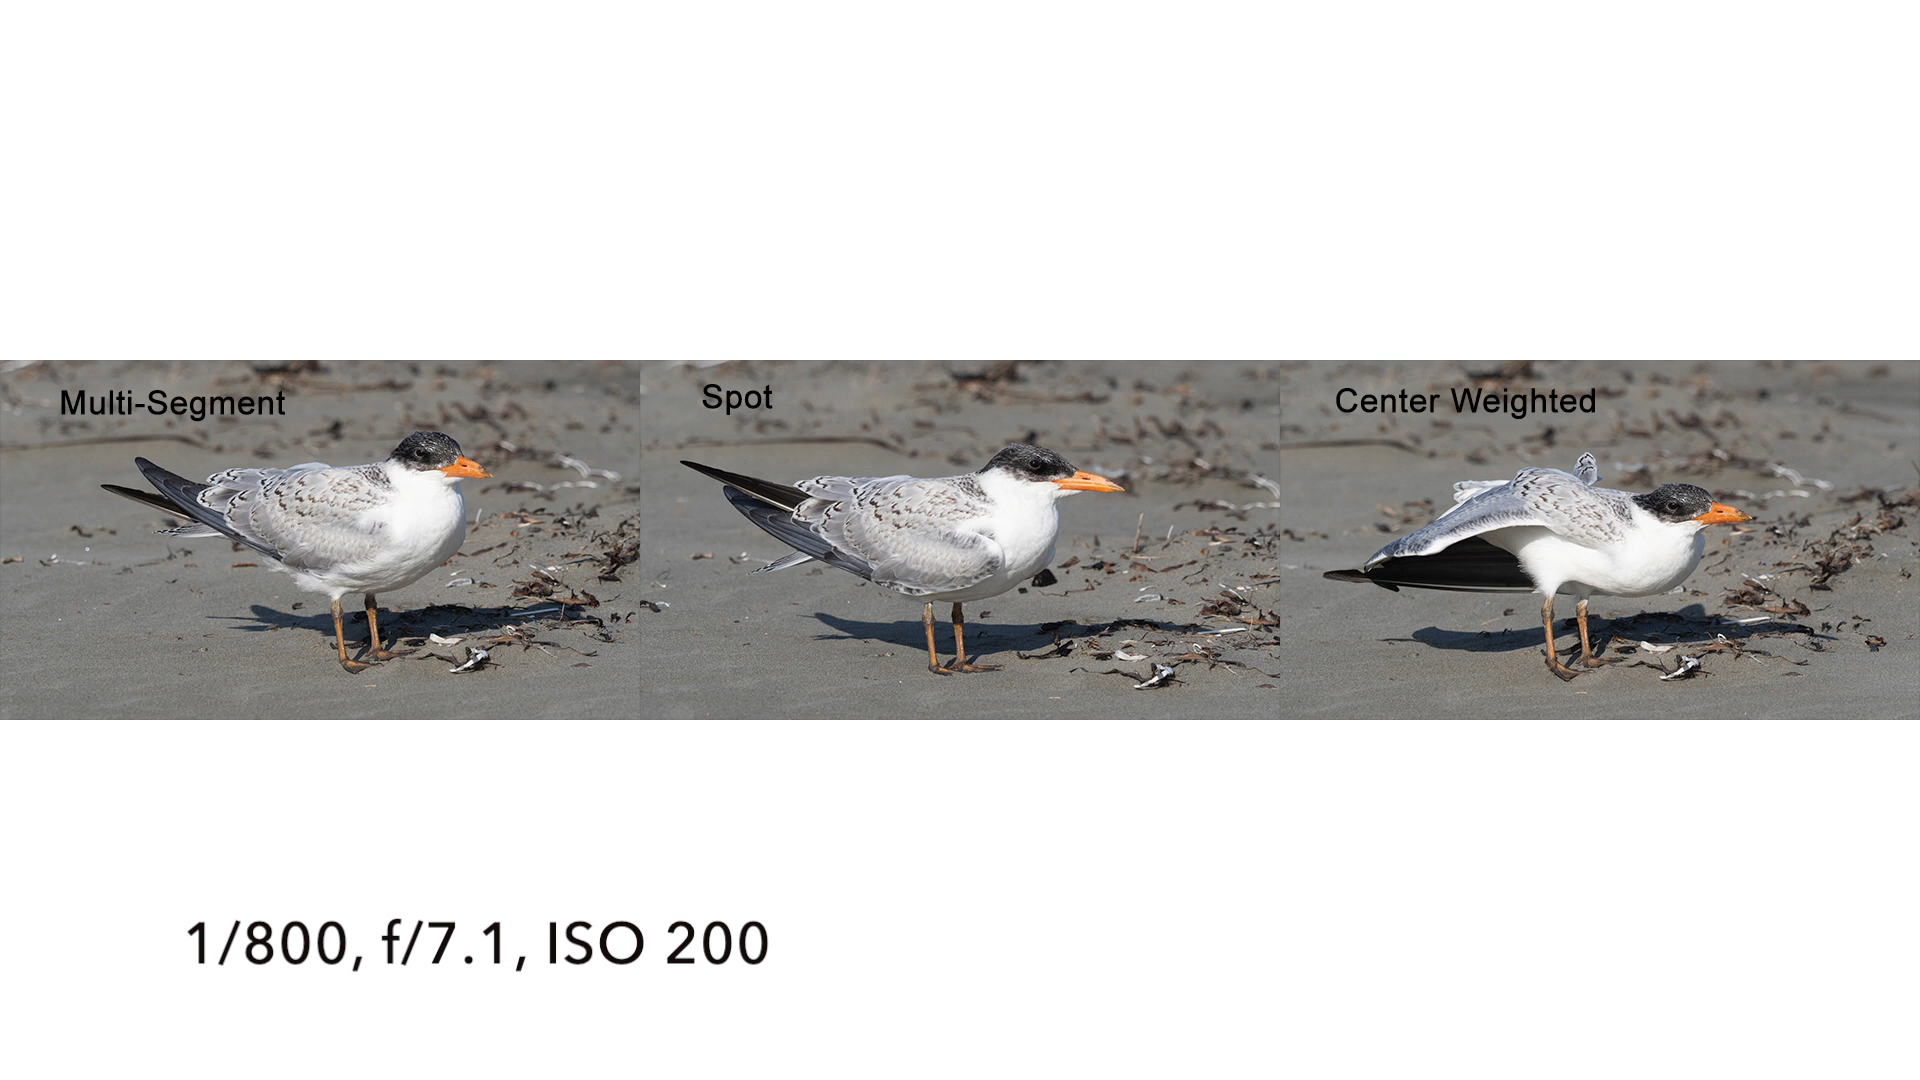 Multi-Segment
Spot
Center Weighted
1/800, f/7.1, ISO 200